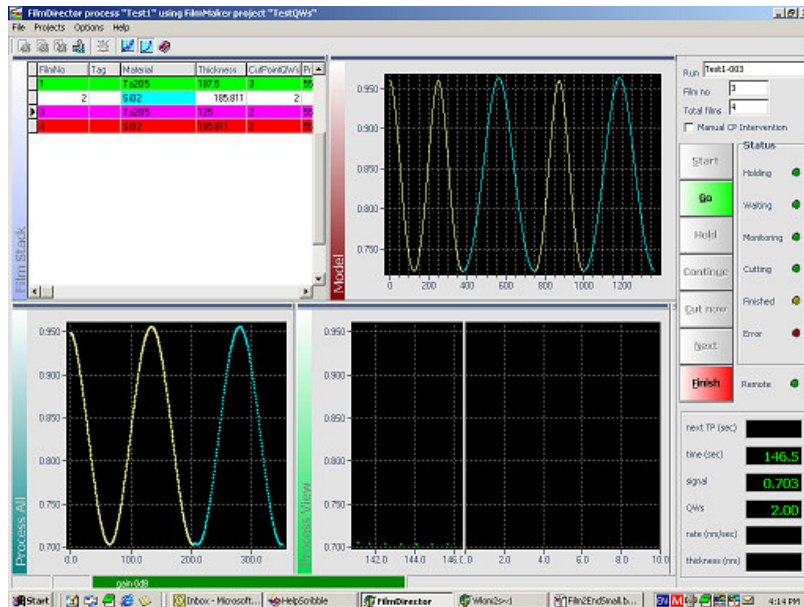 FilmDirector process "Test1" using FilmMaker project "TestQWs"
File Projects Options Help
FilmNo Tag Material Thickness CutPointQWs
1 Ta2O5 187.5 3 55
2 SiO2 185.811 2
3 Ta2O5 125 2 55
4 SiO2 185.811 2 55
Film Stack
0.950
0.900
0.850
0.800
0.750
0 200 400 600 800 1000 1200
Model
Run Test1-003
Film no 3
Total films 4
Manual CP Intervention
Start
Go
Hold
Continue
Cut now
Next
Finish
Status
Holding
Waiting
Monitoring
Cutting
Finished
Error
Remote
0.950
0.900
0.850
0.800
0.750
0.700
0.0 100.0 200.0 300.0
Process All
0.950
0.900
0.850
0.800
0.750
0.700
142.0 144.0 146.0 0.0 2.0 4.0 6.0 8.0 10.0
Process View
next TP (sec)
time (sec) 146.5
signal 0.703
QWs 2.00
rate (nm/sec)
thickness (nm)
gain 0dB
Start Inbox - Microsoft... HelpScribble FilmDirector Film2EndSmall.b... EN 4:14 PM